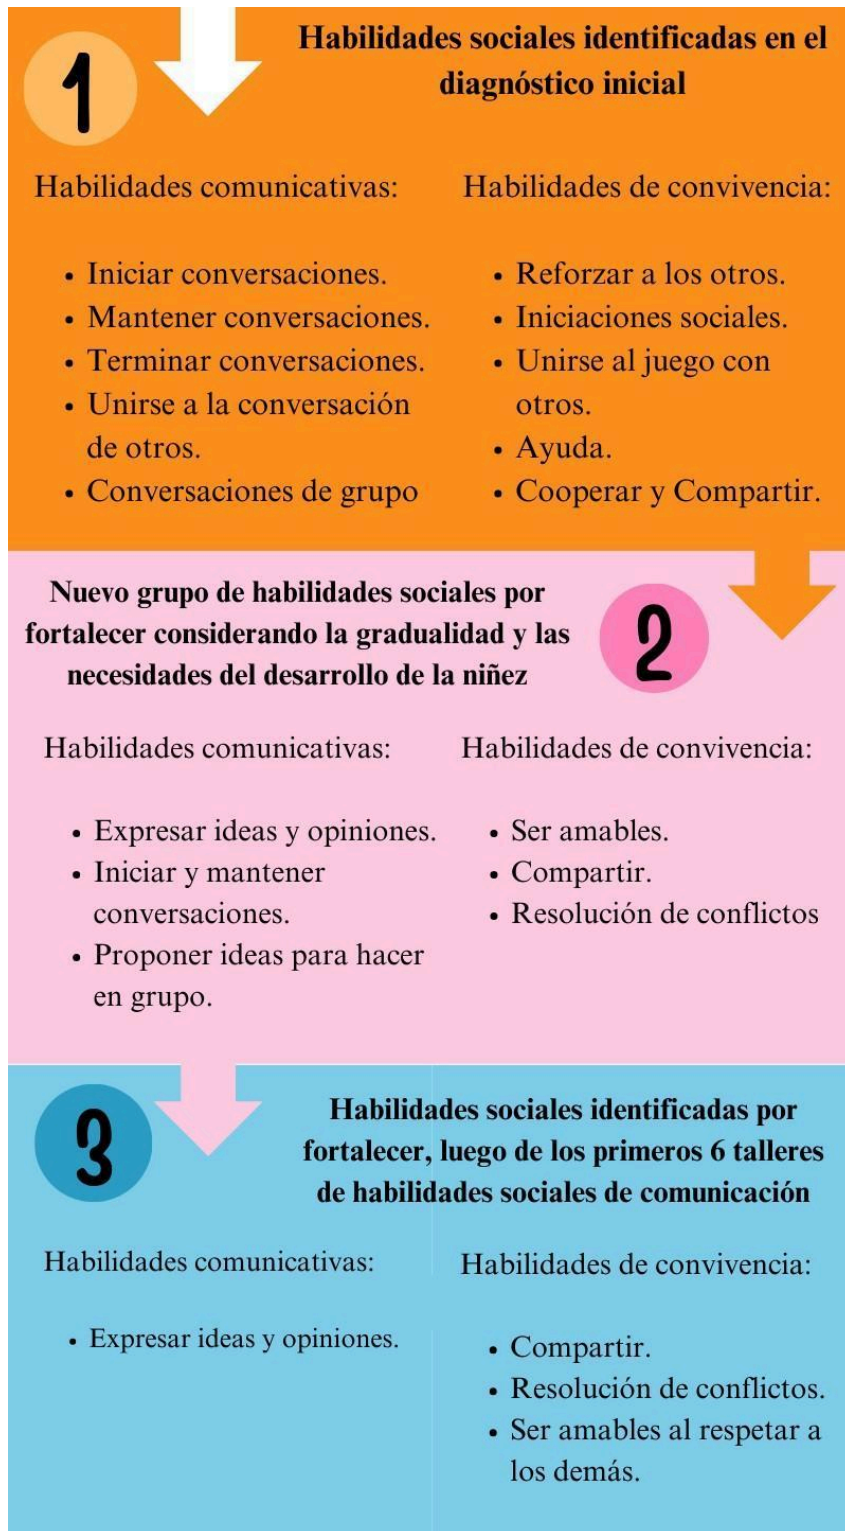 1
Habilidades sociales identificadas en el
diagnóstico inicial
Habilidades comunicativas:
• Iniciar conversaciones.
• Mantener conversaciones.
• Terminar conversaciones.
• Unirse a la conversación
de otros.
• Conversaciones de grupo
Habilidades de convivencia:
• Reforzar a los otros.
• Iniciaciones sociales.
• Unirse al juego con
otros.
• Ayuda.
• Cooperar y Compartir.
Nuevo grupo de habilidades sociales por
fortalecer considerando la gradualidad y las
necesidades del desarrollo de la niñez
2
Habilidades comunicativas:
• Expresar ideas y opiniones.
• Iniciar y mantener
conversaciones.
• Proponer ideas para hacer
en grupo.
Habilidades de convivencia:
• Ser amables.
• Compartir.
• Resolución de conflictos
3
Habilidades sociales identificadas por
fortalecer, luego de los primeros 6 talleres
de habilidades sociales de comunicación
Habilidades comunicativas:
• Expresar ideas y opiniones.
Habilidades de convivencia:
• Compartir.
• Resolución de conflictos.
• Ser amables al respetar a
los demás.